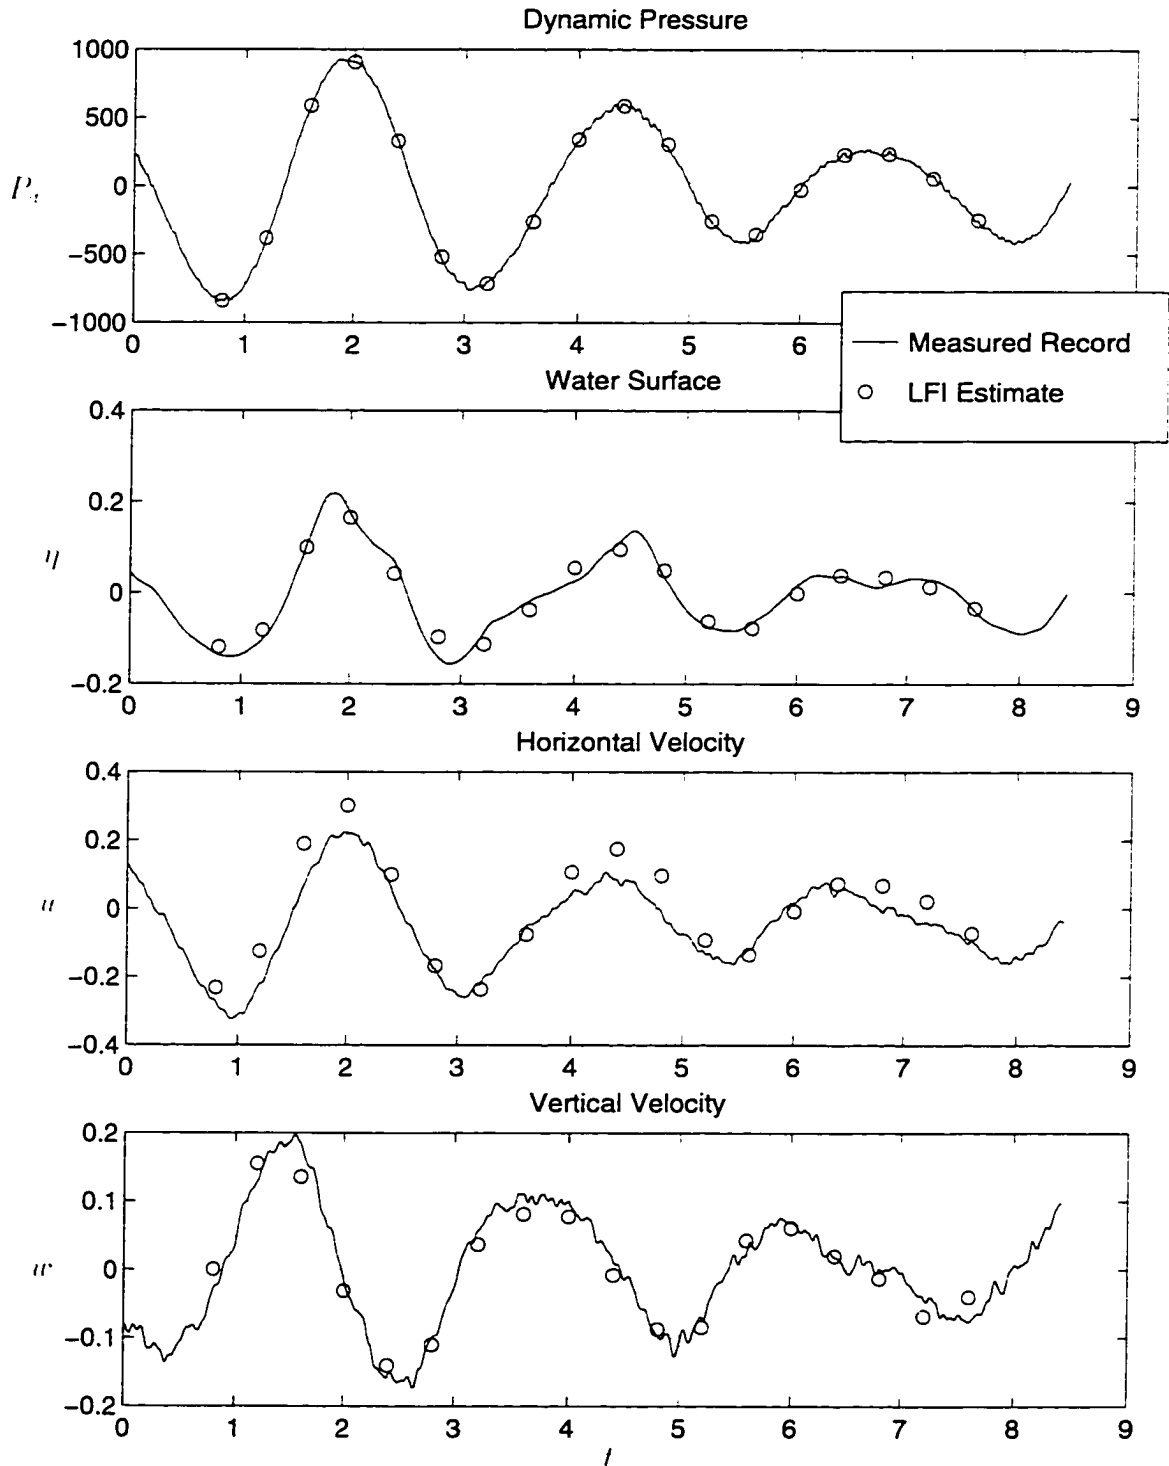 Dynamic Pressure
1000
500
0
−500
−1000
0 1 2 3 4 5 6
Measured Record
LFI Estimate
Water Surface
0.4
0.2
η
0
−0.2
0 1 2 3 4 5 6 7 8 9
Horizontal Velocity
0.4
0.2
u
0
−0.2
−0.4
0 1 2 3 4 5 6 7 8 9
Vertical Velocity
0.2
0.1
w
0
−0.1
−0.2
0 1 2 3 4 5 6 7 8 9
t